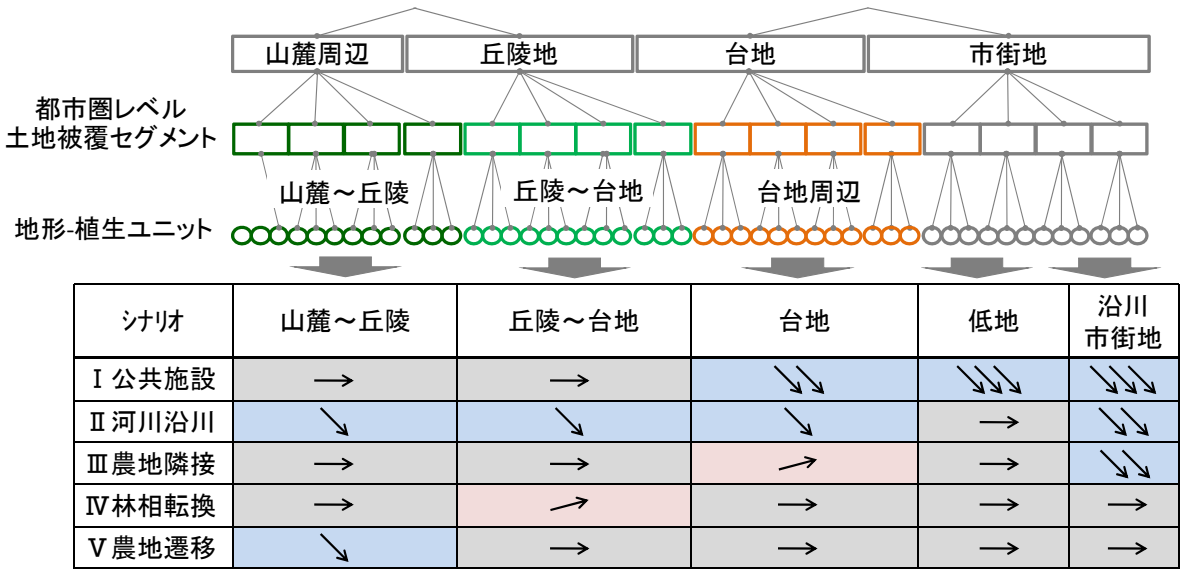 山麓周辺 丘陵地 台地 市街地
都市圏レベル
土地被覆セグメント
山麓～丘陵 丘陵～台地 台地周辺
地形-植生ユニット
シナリオ 山麓～丘陵 丘陵～台地 台地 低地 沿川
市街地
Ⅰ公共施設 → → ↘↘ ↘↘↘ ↘↘↘
Ⅱ河川沿川 ↘ ↘ ↘ → ↘↘
Ⅲ農地隣接 → → ↗ → ↘↘
Ⅳ林相転換 → ↗ → → →
Ⅴ農地遷移 ↘ → → → →